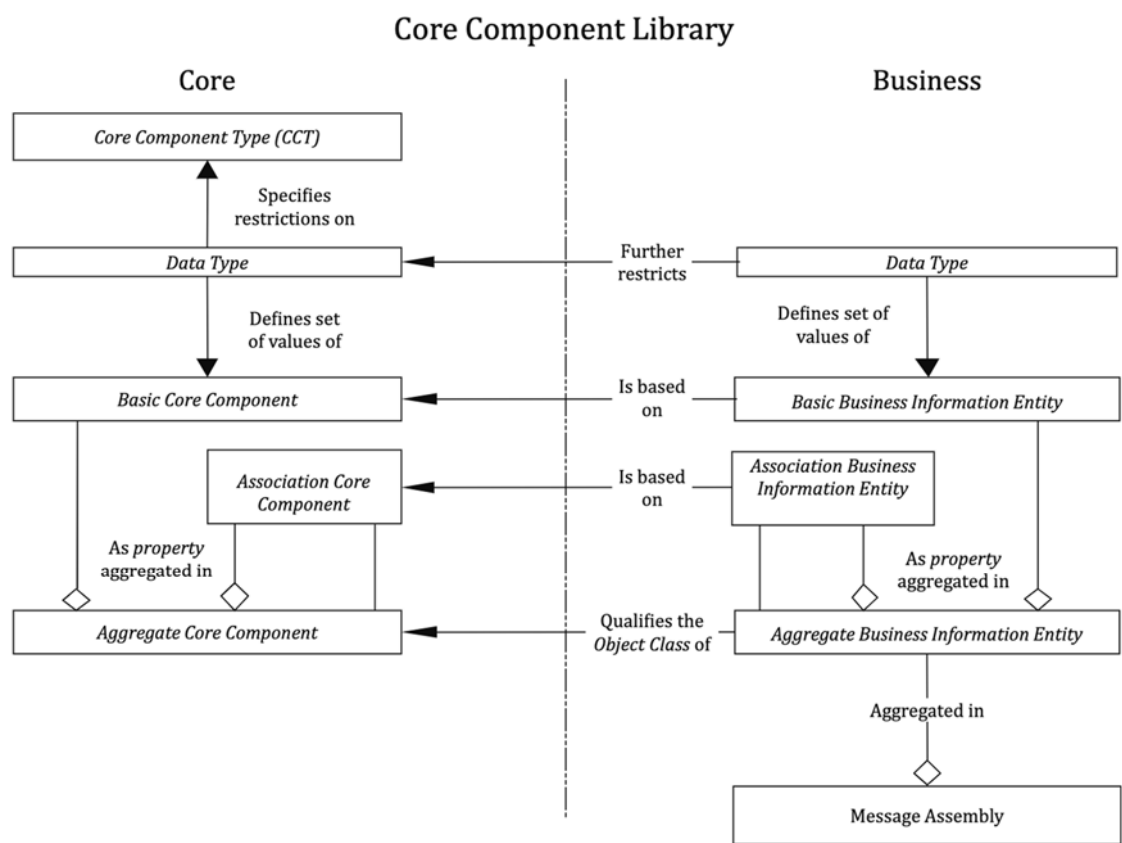 Core Component Library
Core
Business
Core Component Type (CCT)
Specifies
restrictions on
Data Type
Further
restricts
Data Type
Defines set
of values of
Defines set of
values of
Basic Core Component
Is based
on
Basic Business Information Entity
Association Core
Component
Is based
on
Association Business
Information Entity
As property
aggregated in
As property
aggregated in
Aggregate Core Component
Qualifies the
Object Class of
Aggregate Business Information Entity
Aggregated in
Message Assembly